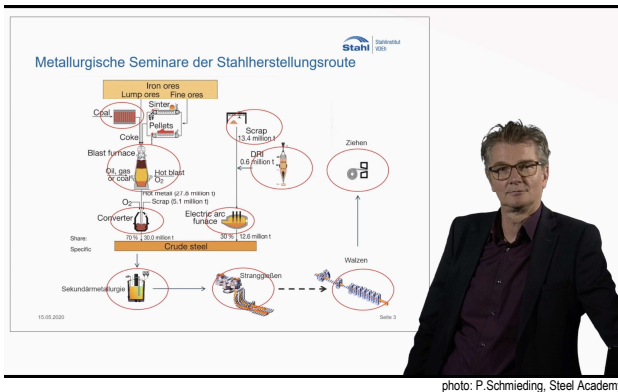 Stahl
Stahlinstitut
VDEh
Metallurgische Seminare der Stahlherstellungsroute
Iron ores
Lump ores Fine ores
Sinter
Coal
Pellets
Coke
Scrap
13.4 million t
DRI
0.6 million t
Ziehen
Blast furnace
Oil, gas
or coal
Hot blast
O₂
Hot metall (27.8 million t)
O₂
Scrap (5.1 million t)
Converter
Electric arc
funace
Share:
70 % 30.0 million t
30 % 12.6 million t
Specific
Crude steel
Walzen
Sekundärmetallurgie
Stranggießen
15.05.2020
Seite 3
photo: P.Schmieding, Steel Academy